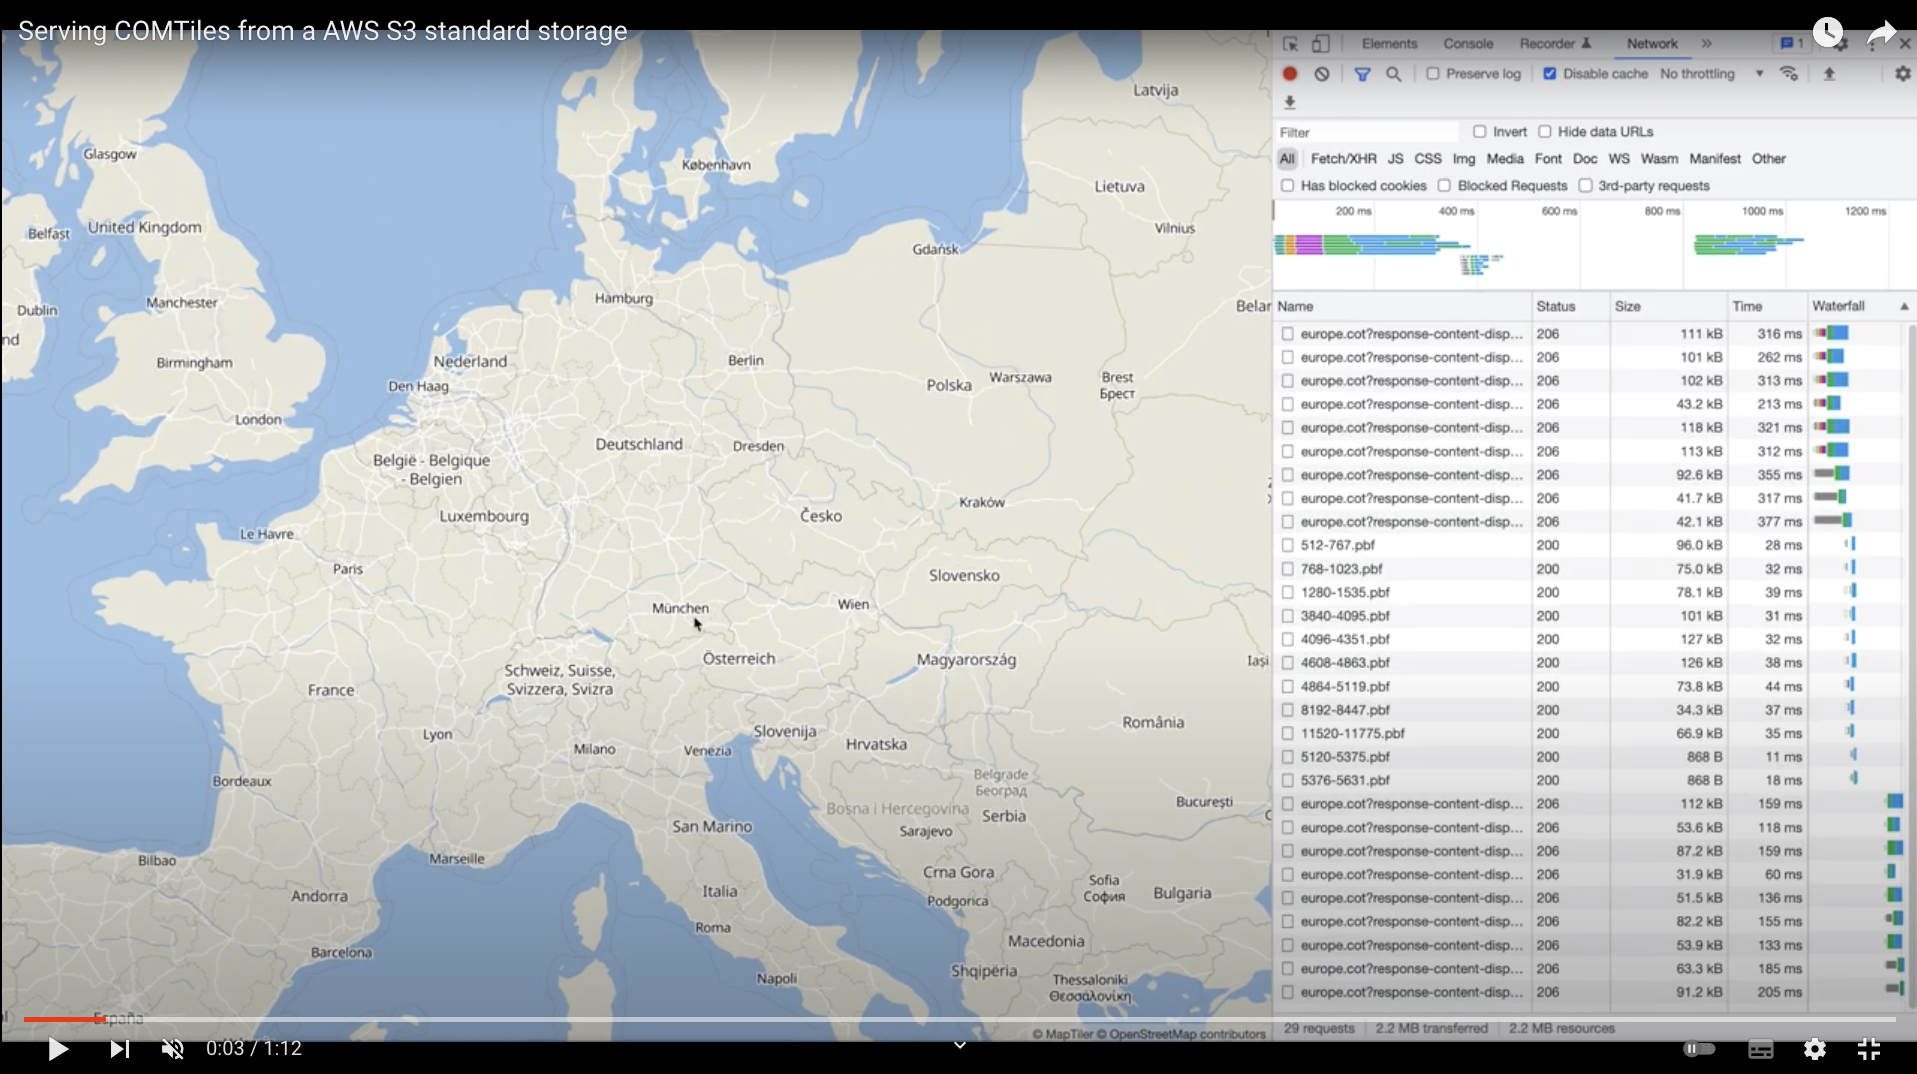 Serving COMTiles from a AWS S3 standard storage
Latvija
Glasgow
København
Lietuva
Belfast
United Kingdom
Vilnius
Gdańsk
Hamburg
Manchester
Dublin
Belar
nd
Birmingham
Nederland
Berlin
Den Haag
Polska
Warszawa
Brest
Брест
London
Deutschland
Dresden
België - Belgique
- Belgien
Kraków
Luxembourg
Česko
Le Havre
Paris
Slovensko
München
Wien
Österreich
Magyarország
Iași
Schweiz, Suisse,
Svizzera, Svizra
France
România
Lyon
Slovenija
Milano
Venezia
Hrvatska
Bordeaux
Belgrade
Београд
Bosna i Hercegovina
București
Serbia
San Marino
Sarajevo
Bilbao
Marseille
Crna Gora
Sofia
София
Bulgaria
Italia
Andorra
Podgorica
Roma
Macedonia
Barcelona
Shqipëria
Napoli
Thessaloniki
Θεσσαλονίκη
España
© MapTiler © OpenStreetMap contributors
Elements Console Recorder Network » 1
Preserve log Disable cache No throttling
Filter Invert Hide data URLs
All Fetch/XHR JS CSS Img Media Font Doc WS Wasm Manifest Other
Has blocked cookies Blocked Requests 3rd-party requests
200 ms 400 ms 600 ms 800 ms 1000 ms 1200 ms
Name Status Size Time Waterfall
europe.cot?response-content-disp... 206 111 kB 316 ms
europe.cot?response-content-disp... 206 101 kB 262 ms
europe.cot?response-content-disp... 206 102 kB 313 ms
europe.cot?response-content-disp... 206 43.2 kB 213 ms
europe.cot?response-content-disp... 206 118 kB 321 ms
europe.cot?response-content-disp... 206 113 kB 312 ms
europe.cot?response-content-disp... 206 92.6 kB 355 ms
europe.cot?response-content-disp... 206 41.7 kB 317 ms
europe.cot?response-content-disp... 206 42.1 kB 377 ms
512-767.pbf 200 96.0 kB 28 ms
768-1023.pbf 200 75.0 kB 32 ms
1280-1535.pbf 200 78.1 kB 39 ms
3840-4095.pbf 200 101 kB 31 ms
4096-4351.pbf 200 127 kB 32 ms
4608-4863.pbf 200 126 kB 38 ms
4864-5119.pbf 200 73.8 kB 44 ms
8192-8447.pbf 200 34.3 kB 37 ms
11520-11775.pbf 200 66.9 kB 35 ms
5120-5375.pbf 200 868 B 11 ms
5376-5631.pbf 200 868 B 18 ms
europe.cot?response-content-disp... 206 112 kB 159 ms
europe.cot?response-content-disp... 206 53.6 kB 118 ms
europe.cot?response-content-disp... 206 87.2 kB 159 ms
europe.cot?response-content-disp... 206 31.9 kB 60 ms
europe.cot?response-content-disp... 206 51.5 kB 136 ms
europe.cot?response-content-disp... 206 82.2 kB 155 ms
europe.cot?response-content-disp... 206 53.9 kB 133 ms
europe.cot?response-content-disp... 206 63.3 kB 185 ms
europe.cot?response-content-disp... 206 91.2 kB 205 ms
29 requests 2.2 MB transferred 2.2 MB resources
0:03 / 1:12